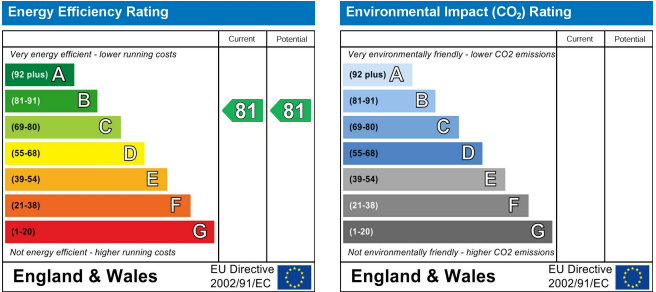 Energy Efficiency Rating
Current Potential
Very energy efficient - lower running costs
(92 plus) A
(81-91) B
81 81
(69-80) C
(55-68) D
(39-54) E
(21-38) F
(1-20) G
Not energy efficient - higher running costs
England & Wales
EU Directive
2002/91/EC
Environmental Impact (CO₂) Rating
Current Potential
Very environmentally friendly - lower CO2 emissions
(92 plus) A
(81-91) B
(69-80) C
(55-68) D
(39-54) E
(21-38) F
(1-20) G
Not environmentally friendly - higher CO2 emissions
England & Wales
EU Directive
2002/91/EC